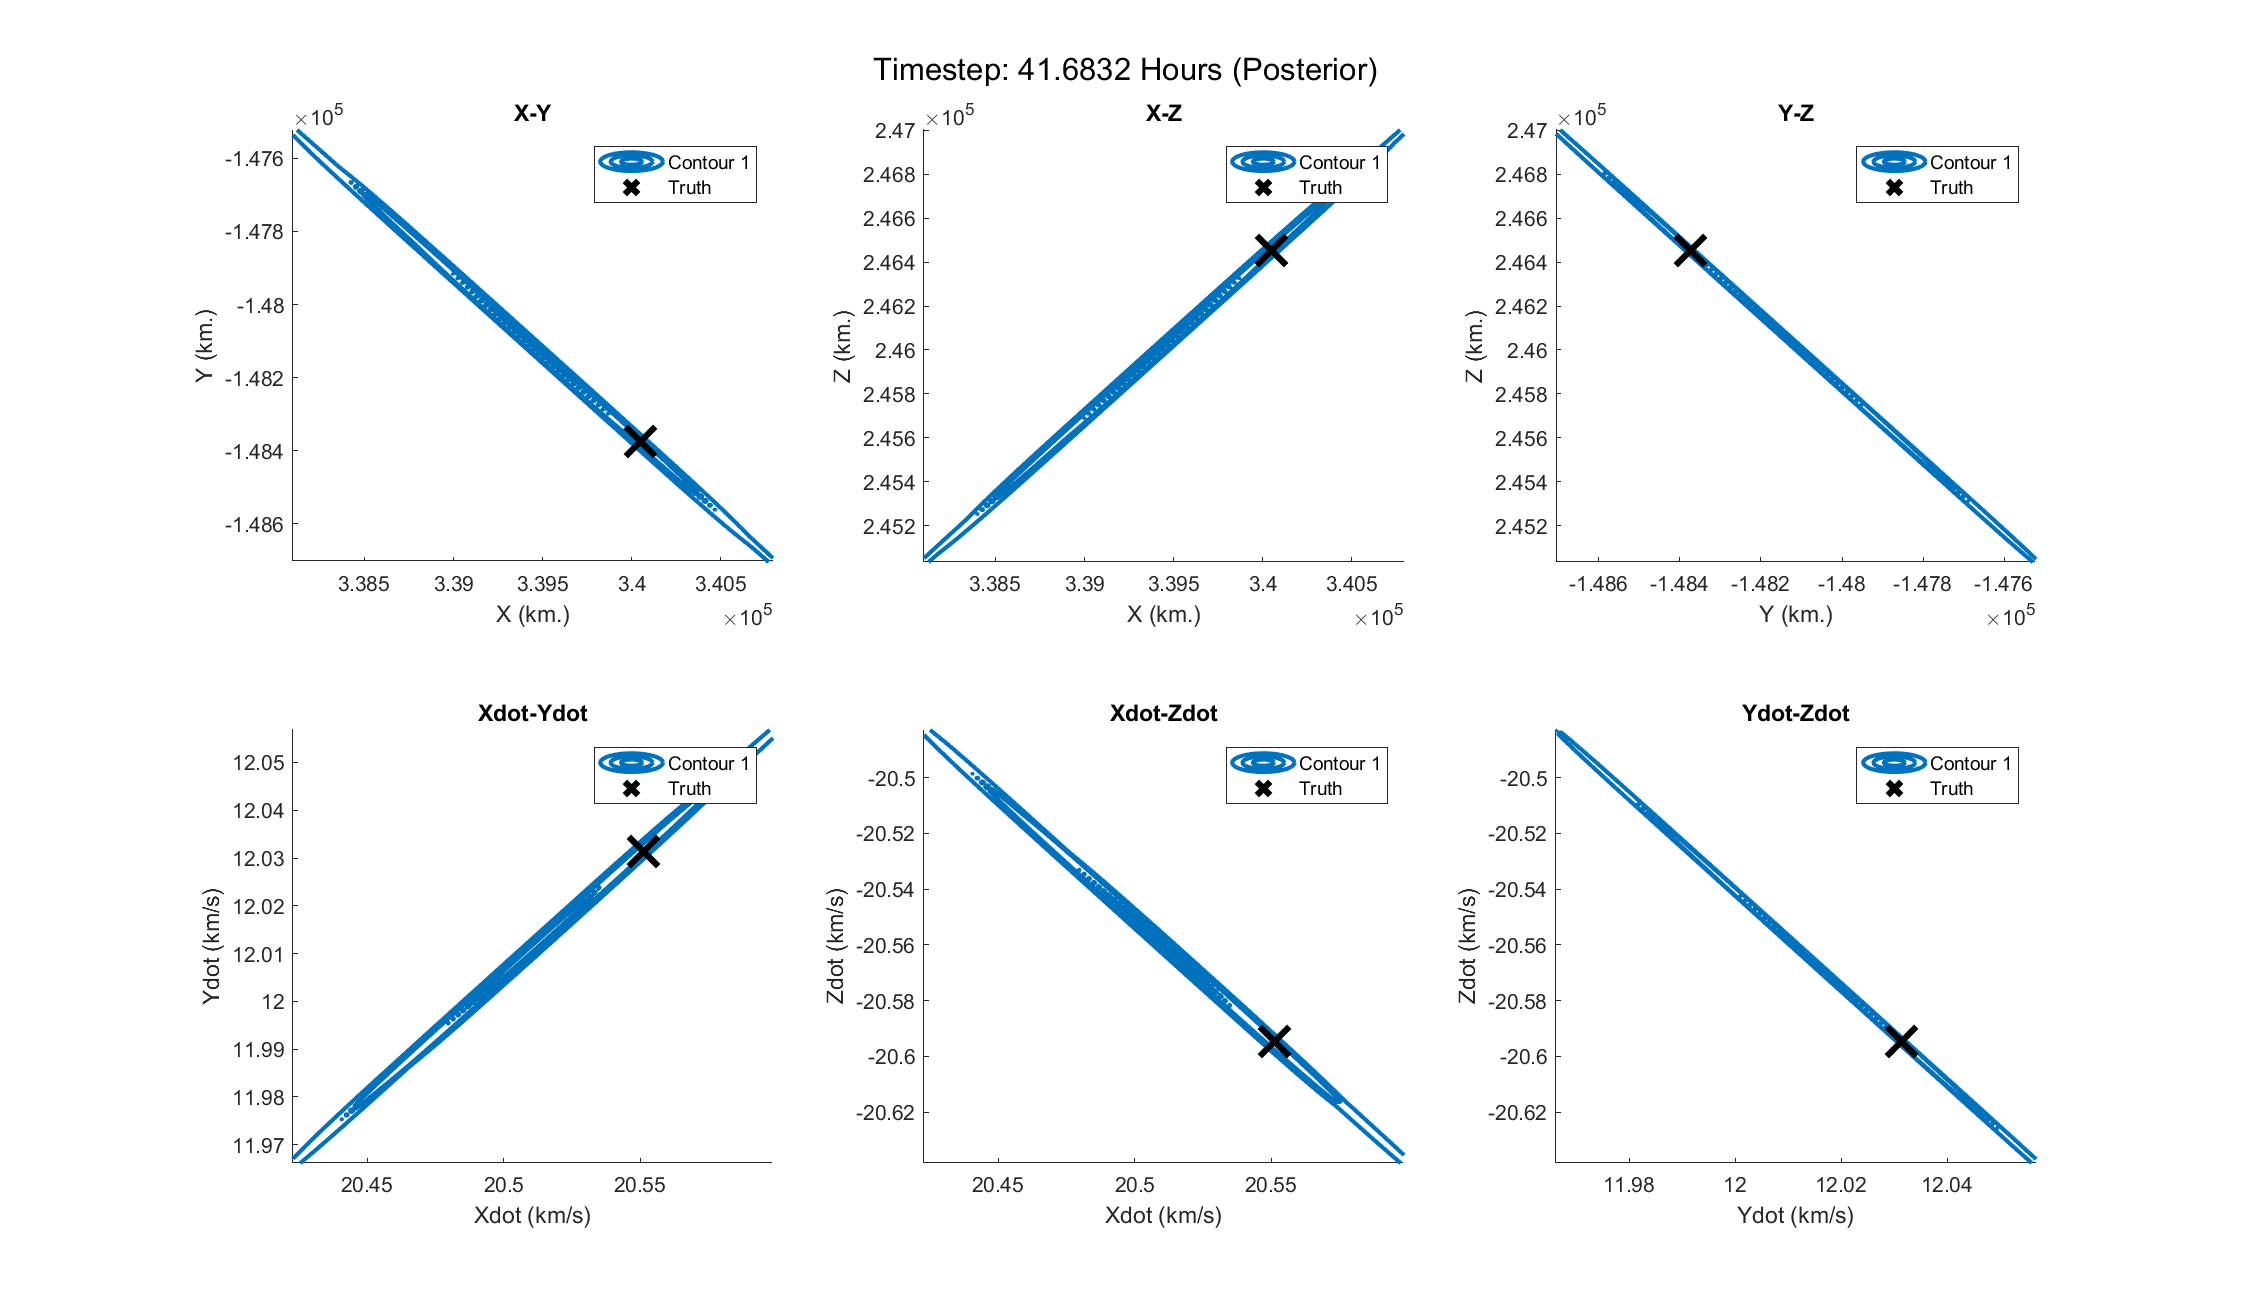 Timestep: 41.6832 Hours (Posterior)
X-Y
×10^5
-1.476
-1.478
-1.48
-1.482
-1.484
-1.486
Y (km.)
3.385 3.39 3.395 3.4 3.405
X (km.)
×10^5
Contour 1
Truth
X-Z
×10^5
2.47
2.468
2.466
2.464
2.462
2.46
2.458
2.456
2.454
2.452
Z (km.)
3.385 3.39 3.395 3.4 3.405
X (km.)
×10^5
Contour 1
Truth
Y-Z
×10^5
2.47
2.468
2.466
2.464
2.462
2.46
2.458
2.456
2.454
2.452
Z (km.)
-1.486 -1.484 -1.482 -1.48 -1.478 -1.476
Y (km.)
×10^5
Contour 1
Truth
Xdot-Ydot
12.05
12.04
12.03
12.02
12.01
12
11.99
11.98
11.97
Ydot (km/s)
20.45 20.5 20.55
Xdot (km/s)
Contour 1
Truth
Xdot-Zdot
-20.5
-20.52
-20.54
-20.56
-20.58
-20.6
-20.62
Zdot (km/s)
20.45 20.5 20.55
Xdot (km/s)
Contour 1
Truth
Ydot-Zdot
-20.5
-20.52
-20.54
-20.56
-20.58
-20.6
-20.62
Zdot (km/s)
11.98 12 12.02 12.04
Ydot (km/s)
Contour 1
Truth